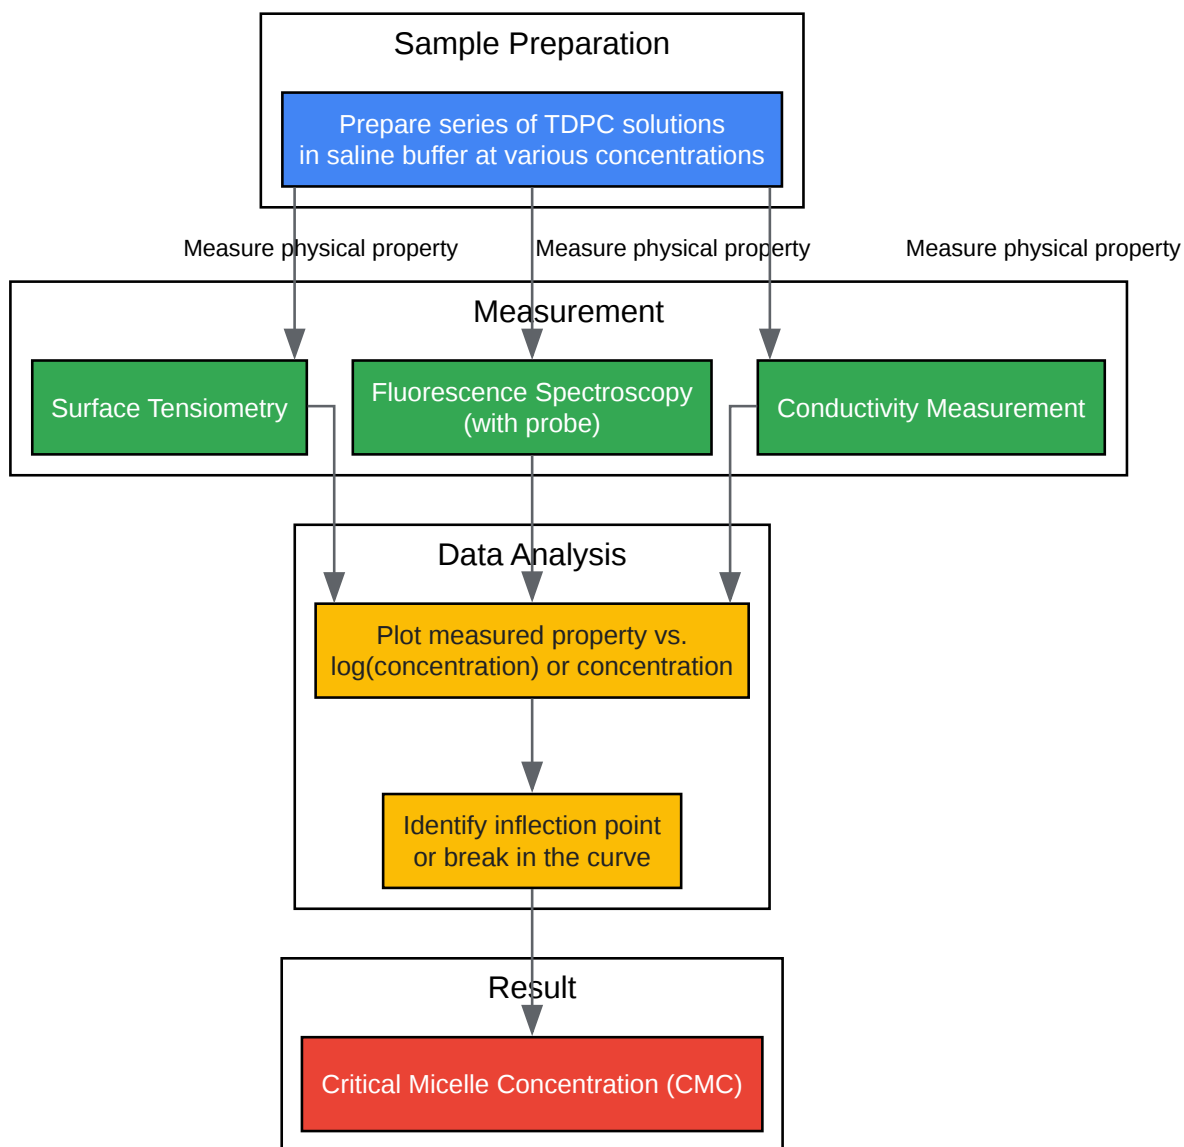 Sample Preparation
Prepare series of TDPC solutions
in saline buffer at various concentrations
Measure physical property
Measure physical property
Measure physical property
Measurement
Surface Tensiometry
Fluorescence Spectroscopy
(with probe)
Conductivity Measurement
Data Analysis
Plot measured property vs.
log(concentration) or concentration
Identify inflection point
or break in the curve
Result
Critical Micelle Concentration (CMC)